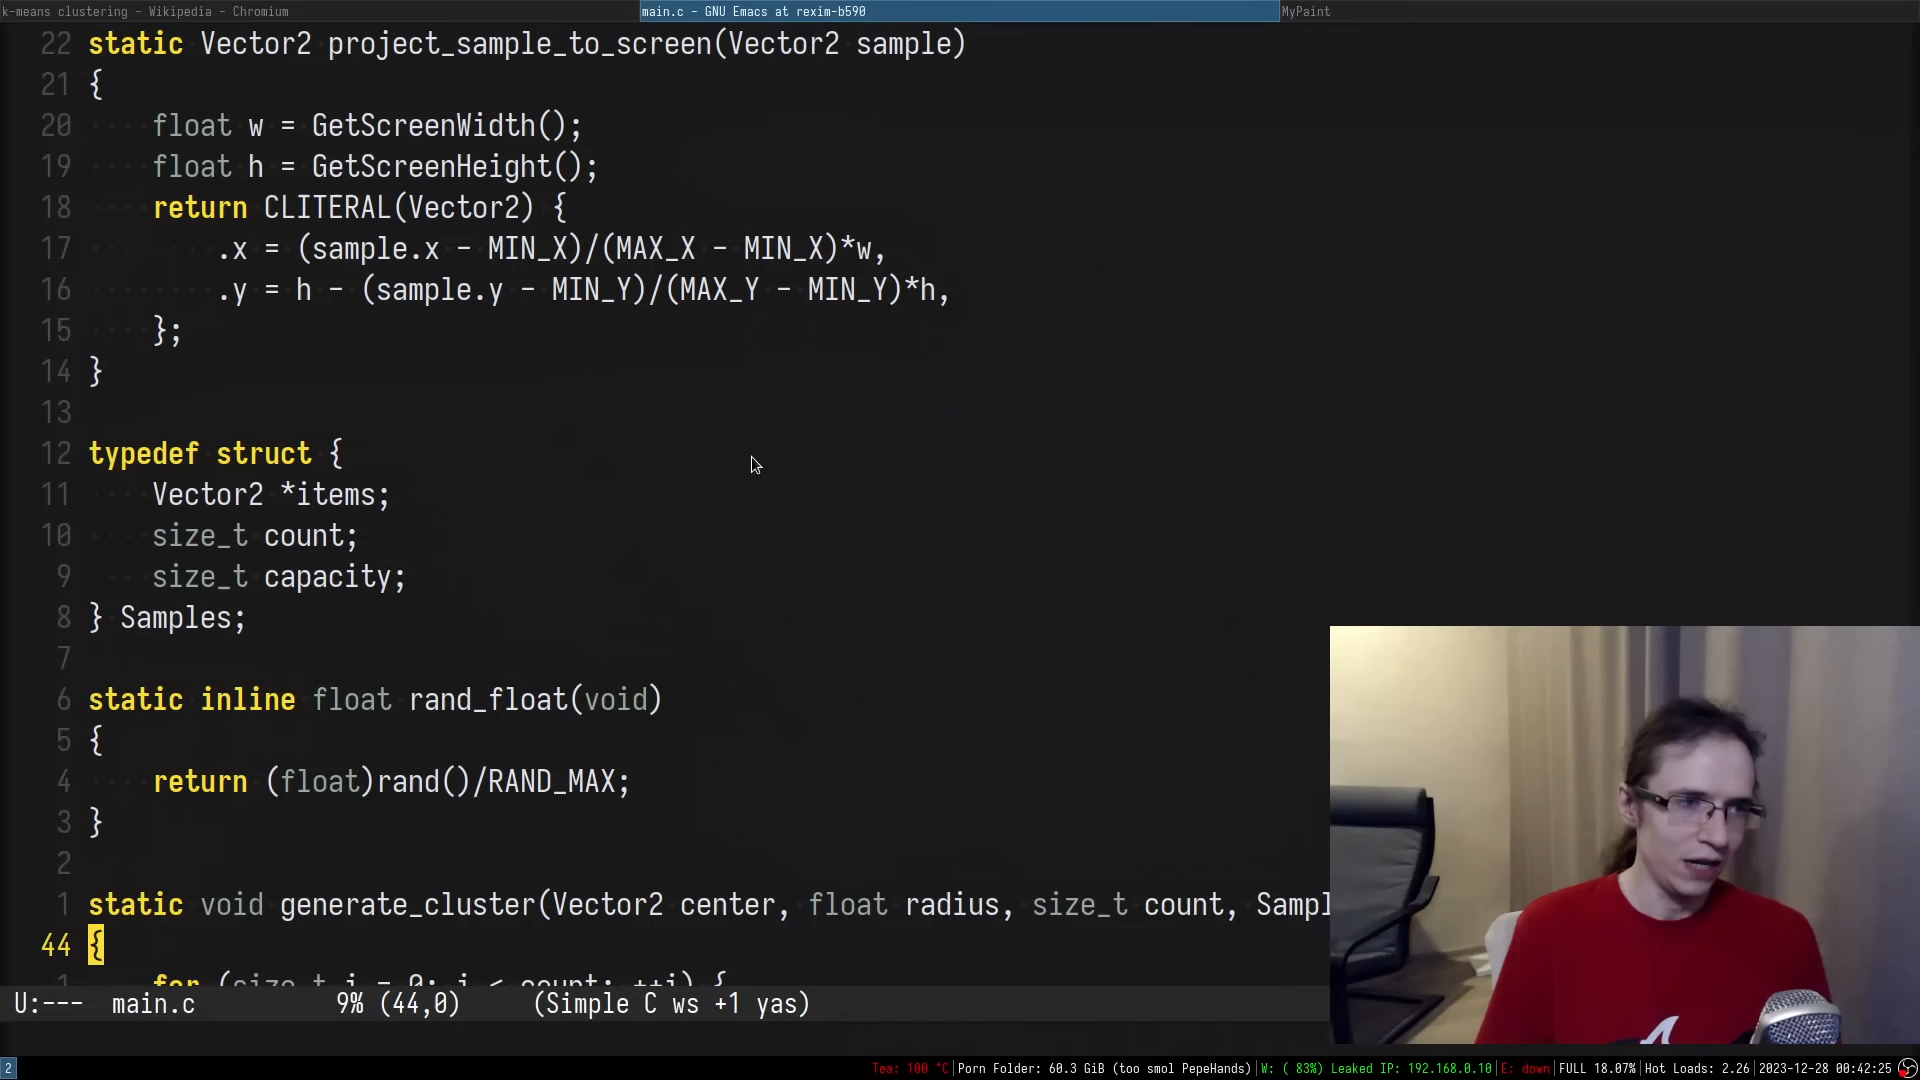 k-means clustering - Wikipedia - Chromium
main.c - GNU Emacs at rexim-b590
MyPaint
22 static Vector2 project_sample_to_screen(Vector2 sample)
21 {
20 float w = GetScreenWidth();
19 float h = GetScreenHeight();
18 return CLITERAL(Vector2) {
17 .x = (sample.x - MIN_X)/(MAX_X - MIN_X)*w,
16 .y = h - (sample.y - MIN_Y)/(MAX_Y - MIN_Y)*h,
15 };
14 }
13
12 typedef struct {
11 Vector2 *items;
10 size_t count;
9 size_t capacity;
8 } Samples;
7
6 static inline float rand_float(void)
5 {
4 return (float)rand()/RAND_MAX;
3 }
2
1 static void generate_cluster(Vector2 center, float radius, size_t count, Sampl
44 {
1 for (size_t i = 0; i < count; ++i) {
U:--- main.c 9% (44,0) (Simple C ws +1 yas)
2
Tea: 100 °C|Porn Folder: 60.3 GiB (too smol PepeHands)|W: ( 83%) Leaked IP: 192.168.0.10|E: down|FULL 18.07%|Hot Loads: 2.26|2023-12-28 00:42:25